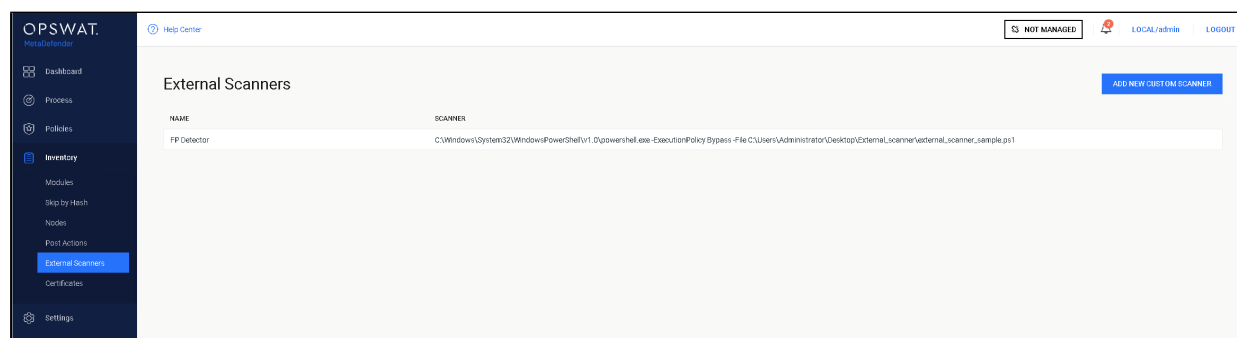 OPSWAT.
MetaDefender
Help Center
NOT MANAGED
2
LOCAL/admin
LOGOUT
Dashboard
Process
Policies
Inventory
Modules
Skip by Hash
Nodes
Post Actions
External Scanners
Certificates
Settings
External Scanners
ADD NEW CUSTOM SCANNER
NAME SCANNER
FP Detector C:\Windows\System32\WindowsPowerShell\v1.0\powershell.exe -ExecutionPolicy Bypass -File C:\Users\Administrator\Desktop\External_scanner\external_scanner_sample.ps1